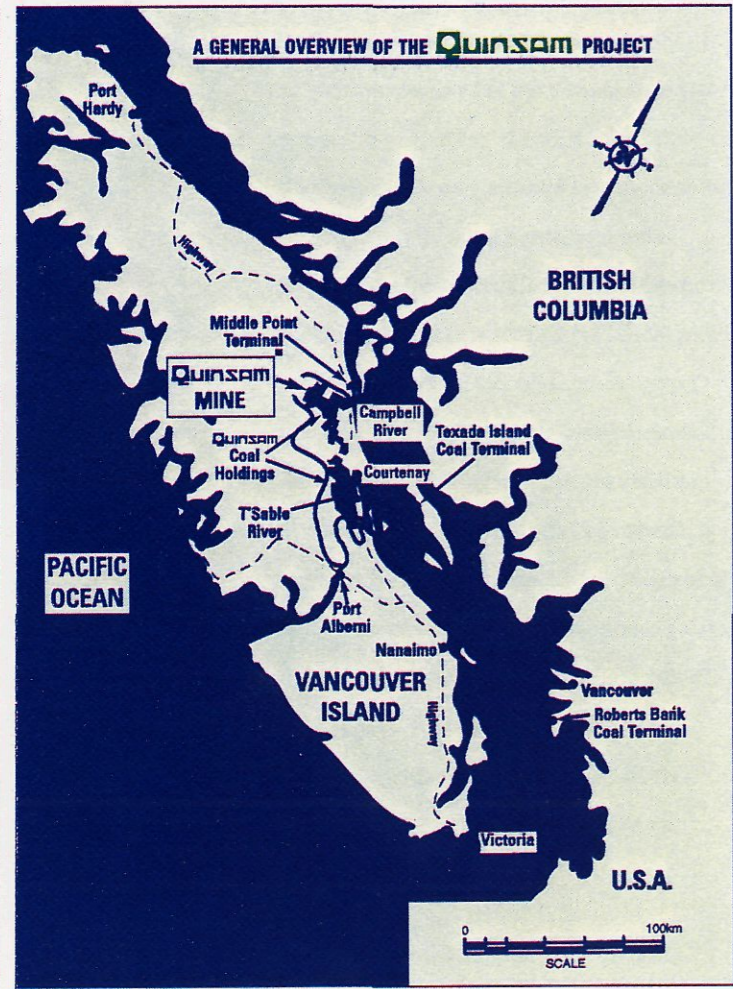 A GENERAL OVERVIEW OF THE QUINSAM PROJECT
Port
Hardy
Highway
BRITISH
COLUMBIA
Middle Point
Terminal
QUINSAM
MINE
Campbell
River
Texada Island
Coal Terminal
QUINSAM
Coal
Holdings
Courtenay
T'Sable
River
PACIFIC
OCEAN
Port
Alberni
Nanaimo
VANCOUVER
ISLAND
Highway
Vancouver
Roberts Bank
Coal Terminal
Victoria
U.S.A.
0 100km
SCALE